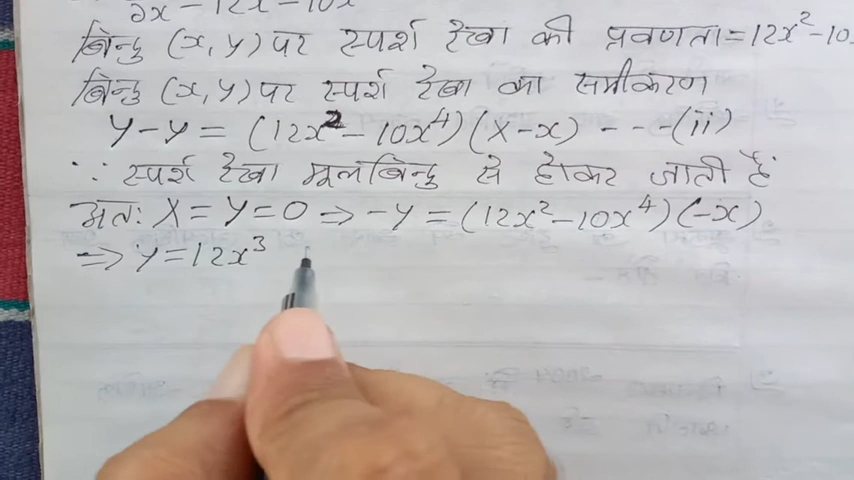 बिन्दु (x, y) पर स्पर्श रेखा की प्रवणता = 12x² - 10
बिन्दु (x, y) पर स्पर्श रेखा का समीकरण
Y - y = (12x² - 10x⁴)(X - x) - - - (ii)
∵ स्पर्श रेखा मूलबिन्दु से होकर जाती है
अतः X = Y = 0 ⇒ -y = (12x² - 10x⁴)(-x)
⇒ y = 12x³